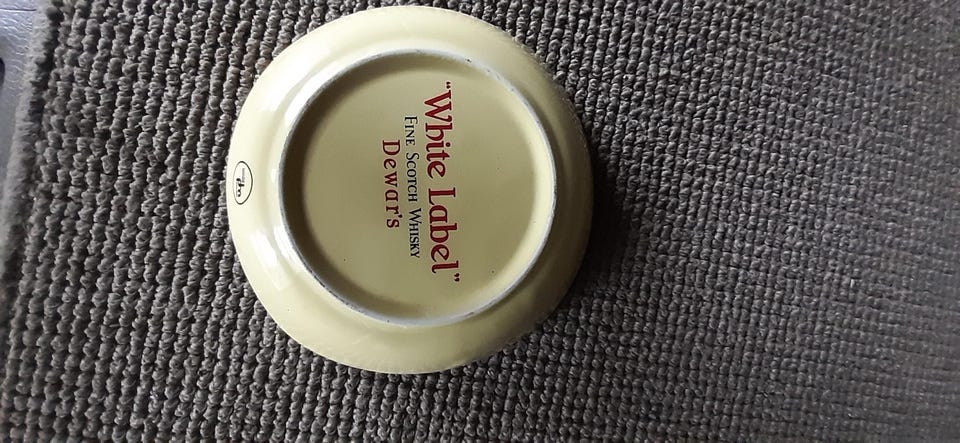 "White Label"
FINE SCOTCH WHISKY
Dewar's